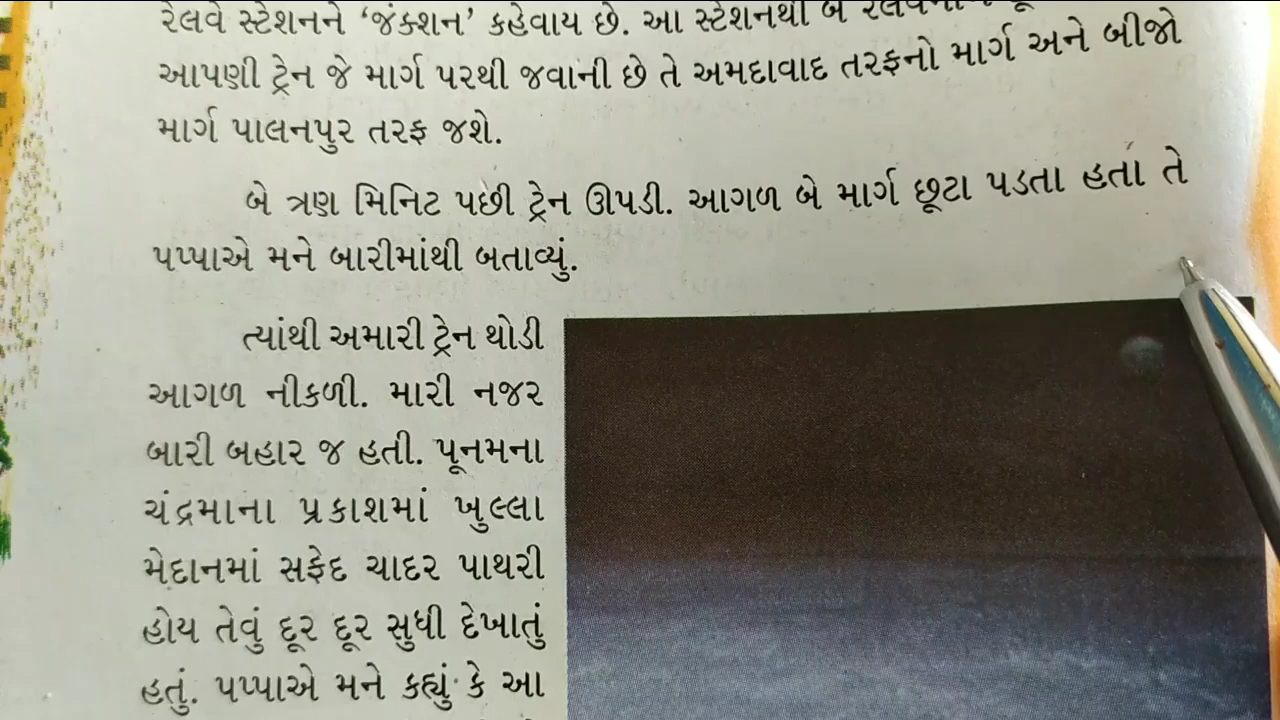 રેલવે સ્ટેશનને ‘જંક્શન’ કહેવાય છે. આ સ્ટેશનથી બે
આપણી ટ્રેન જે માર્ગ પરથી જવાની છે તે અમદાવાદ તરફનો માર્ગ અને બીજો
માર્ગ પાલનપુર તરફ જશે.
બે ત્રણ મિનિટ પછી ટ્રેન ઊપડી. આગળ બે માર્ગ છૂટા પડતા હતા તે
પપ્પાએ મને બારીમાંથી બતાવ્યું.
ત્યાંથી અમારી ટ્રેન થોડી
આગળ નીકળી. મારી નજર
બારી બહાર જ હતી. પૂનમના
ચંદ્રમાના પ્રકાશમાં ખુલ્લા
મેદાનમાં સફેદ ચાદર પાથરી
હોય તેવું દૂર દૂર સુધી દેખાતું
હતું. પપ્પાએ મને કહ્યું કે આ